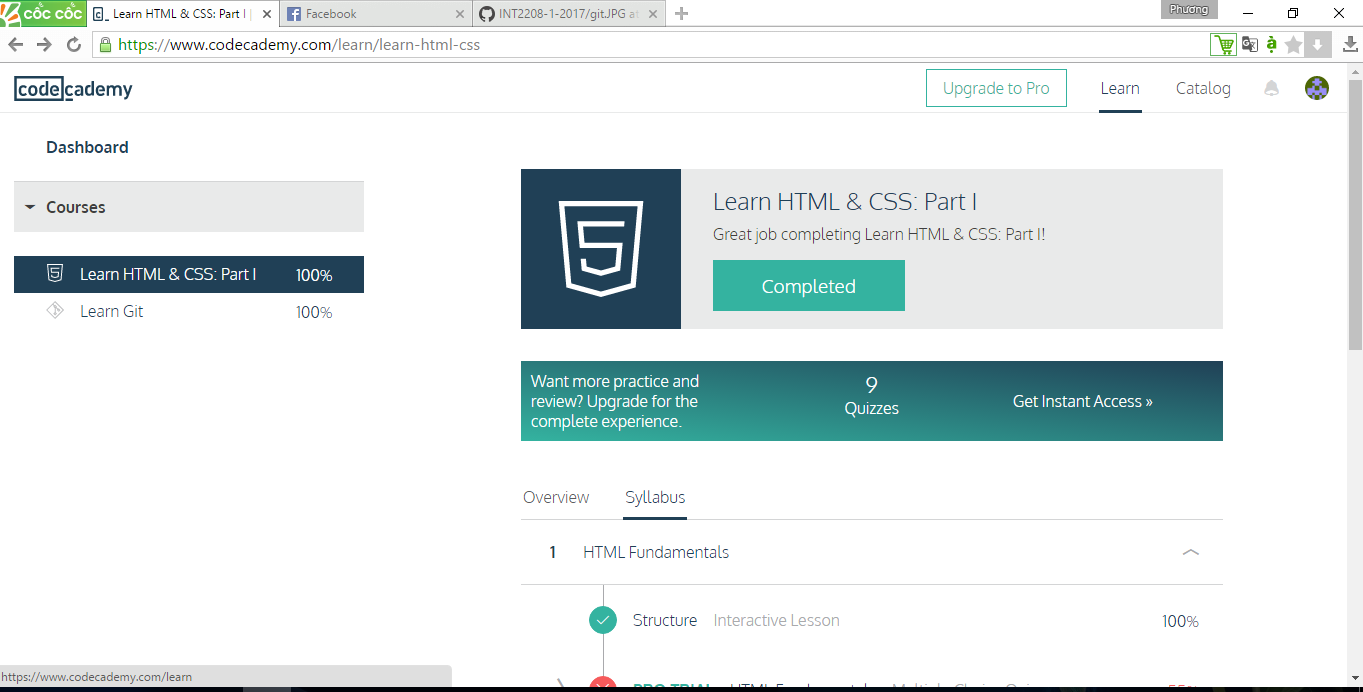 cốc cốc
Learn HTML & CSS: Part I |
Facebook
INT2208-1-2017/git.JPG at
Phương
https://www.codecademy.com/learn/learn-html-css
codecademy
Upgrade to Pro
Learn
Catalog
Dashboard
Courses
Learn HTML & CSS: Part I 100%
Learn Git 100%
Learn HTML & CSS: Part I
Great job completing Learn HTML & CSS: Part I!
Completed
Want more practice and
review? Upgrade for the
complete experience.
9
Quizzes
Get Instant Access »
Overview
Syllabus
1 HTML Fundamentals
Structure Interactive Lesson 100%
https://www.codecademy.com/learn